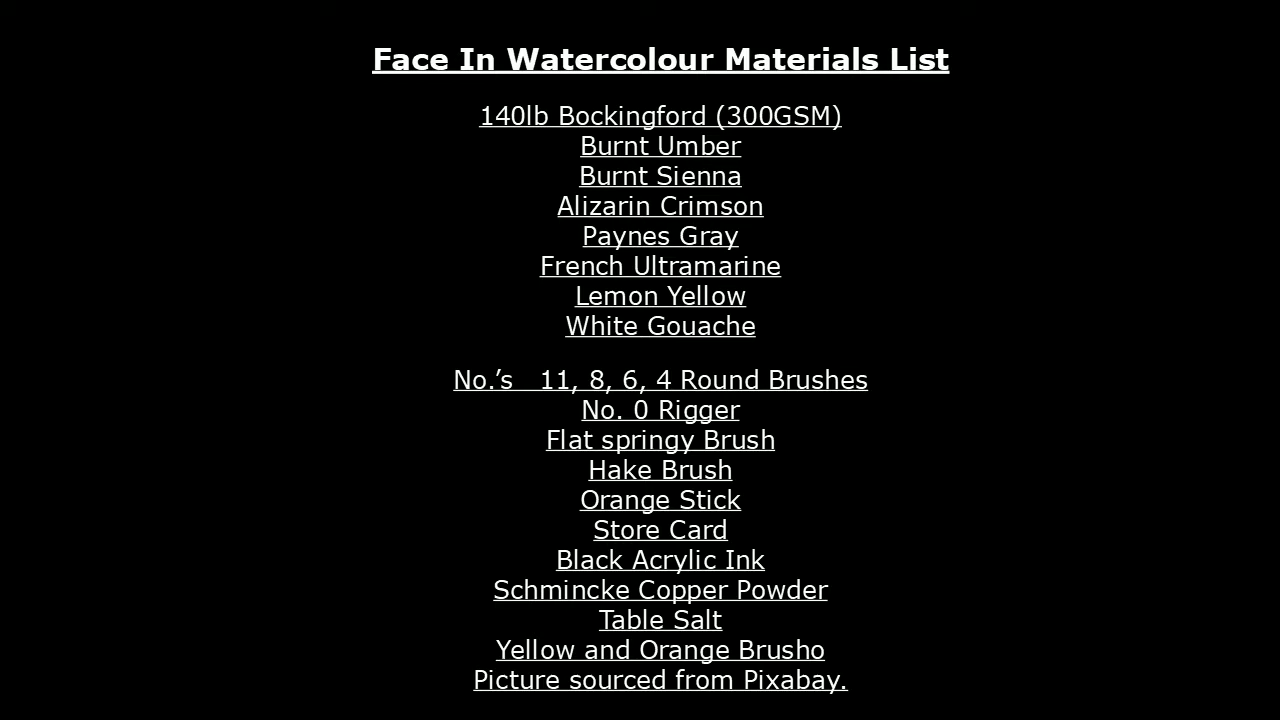 Face In Watercolour Materials List
140lb Bockingford (300GSM)
Burnt Umber
Burnt Sienna
Alizarin Crimson
Paynes Gray
French Ultramarine
Lemon Yellow
White Gouache
No.’s   11, 8, 6, 4 Round Brushes
No. 0 Rigger
Flat springy Brush
Hake Brush
Orange Stick
Store Card
Black Acrylic Ink
Schmincke Copper Powder
Table Salt
Yellow and Orange Brusho
Picture sourced from Pixabay.